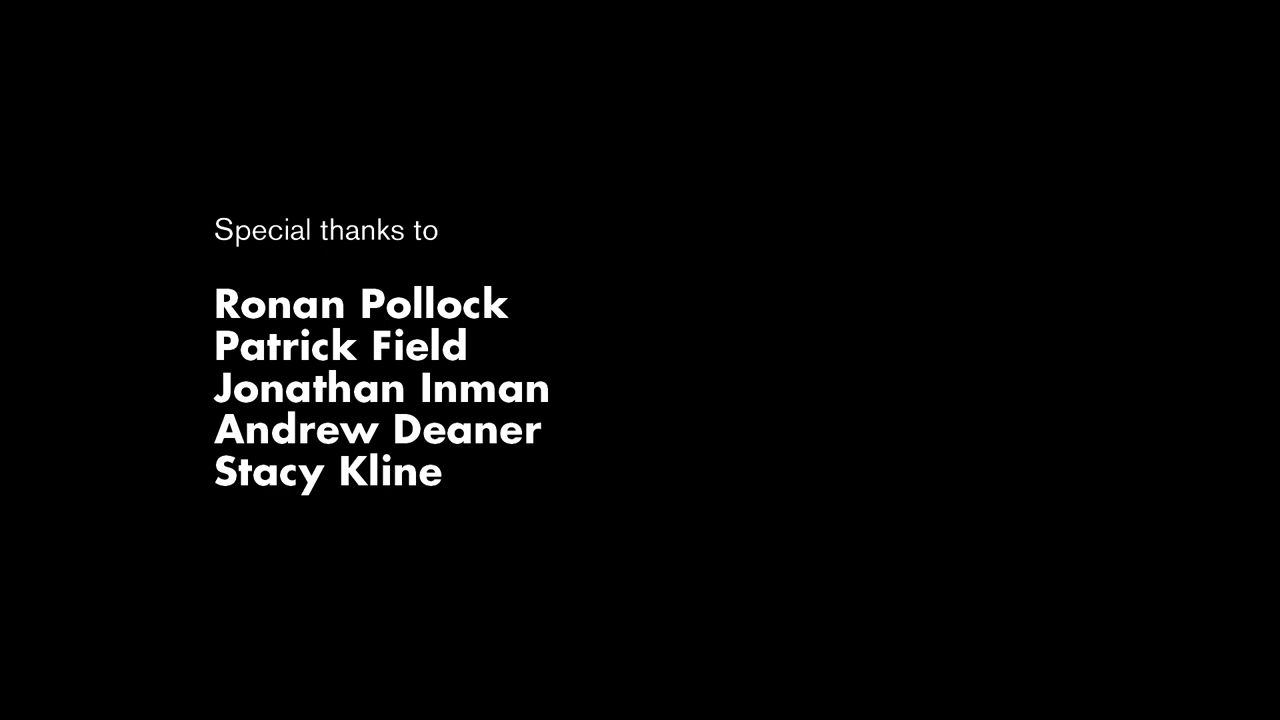 Special thanks to
Ronan Pollock
Patrick Field
Jonathan Inman
Andrew Deaner
Stacy Kline